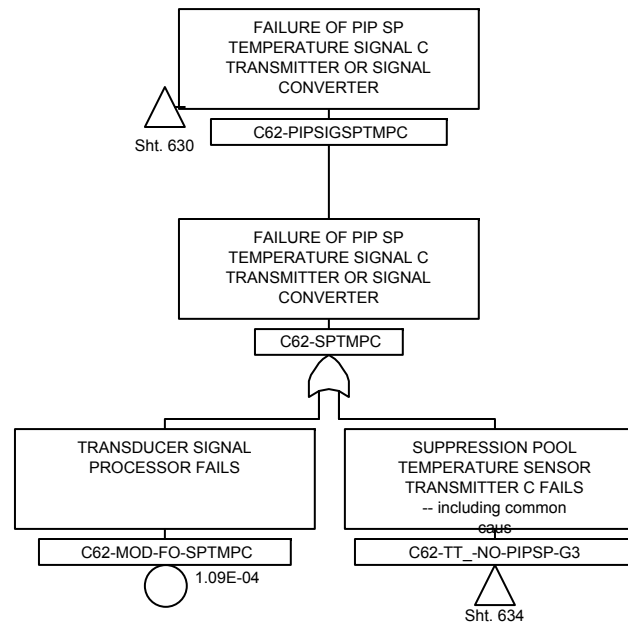 FAILURE OF PIP SP
TEMPERATURE SIGNAL C
TRANSMITTER OR SIGNAL
CONVERTER
C62-PIPSIGSPTMPC
Sht. 630
FAILURE OF PIP SP
TEMPERATURE SIGNAL C
TRANSMITTER OR SIGNAL
CONVERTER
C62-SPTMPC
TRANSDUCER SIGNAL
PROCESSOR FAILS
C62-MOD-FO-SPTMPC
1.09E-04
SUPPRESSION POOL
TEMPERATURE SENSOR
TRANSMITTER C FAILS
-- including common
caus
C62-TT_-NO-PIPSP-G3
Sht. 634